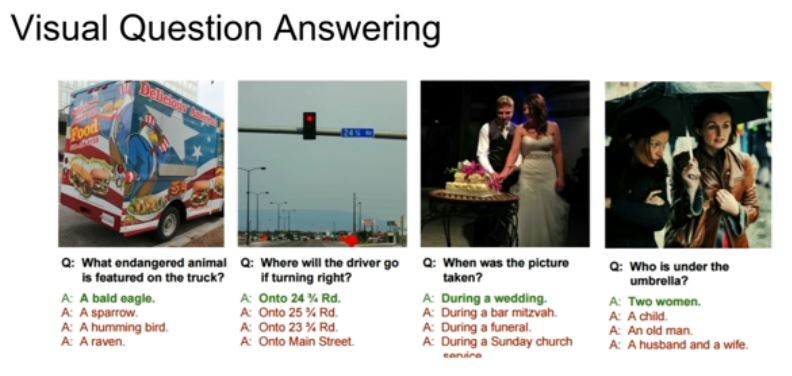 Visual Question Answering
Delicious
Food
24 ¾ Rd
Q: What endangered animal
is featured on the truck?
A: A bald eagle.
A: A sparrow.
A: A humming bird.
A: A raven.
Q: Where will the driver go
if turning right?
A: Onto 24 ¾ Rd.
A: Onto 25 ¾ Rd.
A: Onto 23 ¾ Rd.
A: Onto Main Street.
Q: When was the picture
taken?
A: During a wedding.
A: During a bar mitzvah.
A: During a funeral.
A: During a Sunday church
service
Q: Who is under the
umbrella?
A: Two women.
A: A child.
A: An old man.
A: A husband and a wife.